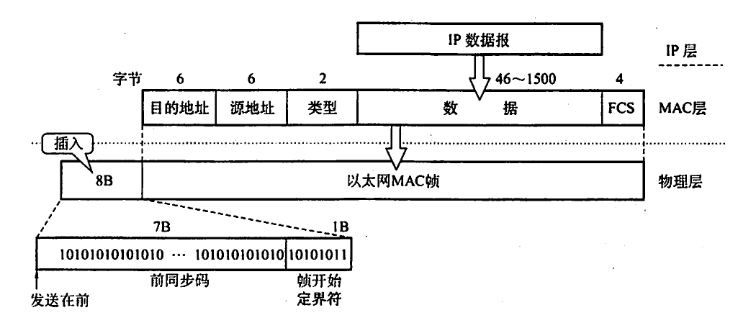 IP 数据报
IP 层
字节 6 6 2 46～1500 4
目的地址 源地址 类型 数 据 FCS MAC层
插入
8B 以太网MAC帧 物理层
7B 1B
10101010101010 … 101010101010 10101011
前同步码 帧开始
定界符
发送在前